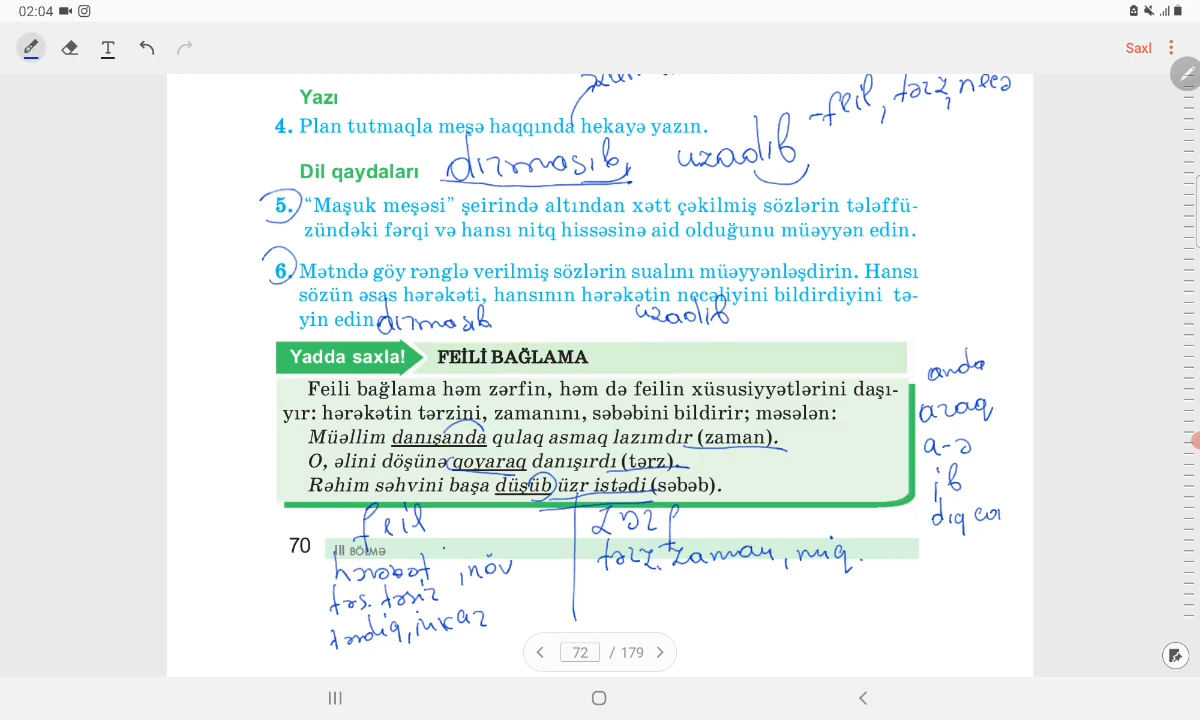 02:04
Saxl
Yazı
-feil, tərz, necə
4. Plan tutmaqla meşə haqqında hekayə yazın.
dırmaşıb, uzadıb
Dil qaydaları
5. “Maşuk meşəsi” şeirində altından xətt çəkilmiş sözlərin tələffü-
zündəki fərqi və hansı nitq hissəsinə aid olduğunu müəyyən edin.
6. Mətndə göy rənglə verilmiş sözlərin sualını müəyyənləşdirin. Hansı
sözün əsas hərəkəti, hansının hərəkətin necəliyini bildirdiyini tə-
yin edin.
dırmaşıb uzadıb
Yadda saxla! FEİLİ BAĞLAMA
Feili bağlama həm zərfin, həm də feilin xüsusiyyətlərini daşı-
yır: hərəkətin tərzini, zamanını, səbəbini bildirir; məsələn:
Müəllim danışanda qulaq asmaq lazımdır (zaman).
O, əlini döşünə qoyaraq danışırdı (tərz).
Rəhim səhvini başa düşüb üzr istədi (səbəb).
anda
araq
a-ə
ib
dıqca
feil zərf
70 III BÖLMƏ
hərəkət, növ tərz, zaman, miq.
təs. təsiz
təsdiq, inkar
72 / 179